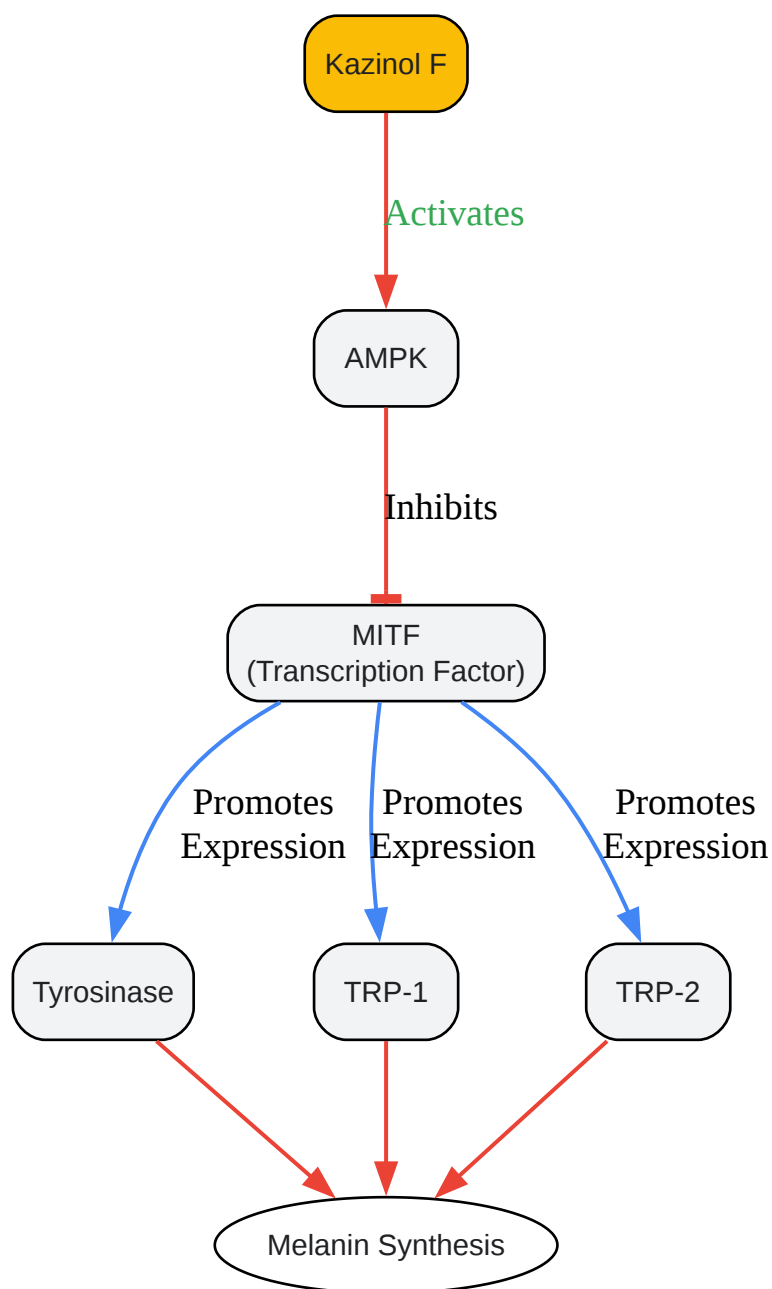 Kazinol F
Activates
AMPK
Inhibits
MITF
(Transcription Factor)
Promotes
Expression
Promotes
Expression
Promotes
Expression
Tyrosinase
TRP-1
TRP-2
Melanin Synthesis